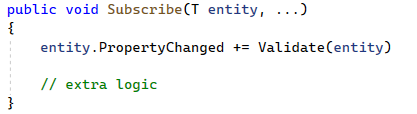 public void Subscribe(T entity, ...)
{
    entity.PropertyChanged += Validate(entity)
    // extra logic
}